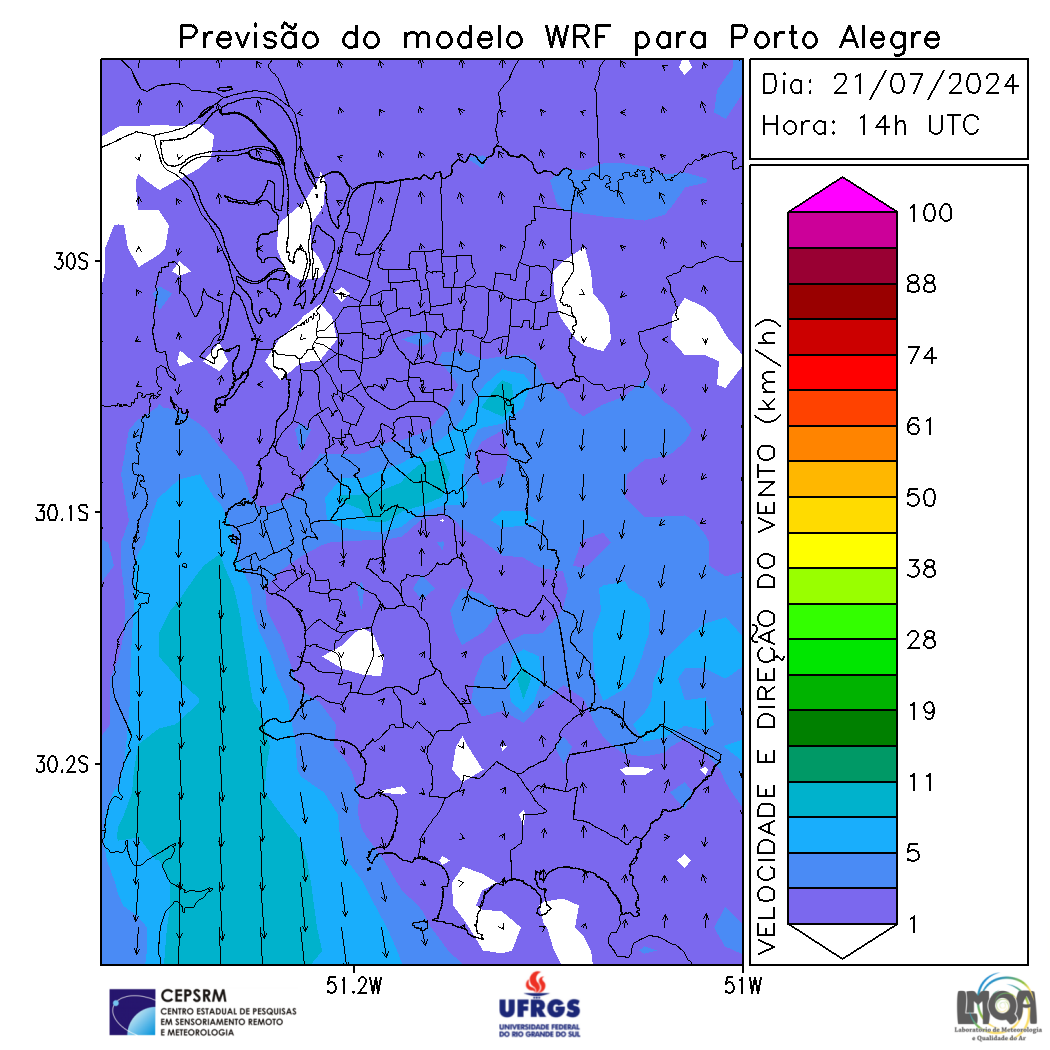 Previsão do modelo WRF para Porto Alegre
Dia: 21/07/2024
Hora: 14h UTC
30S
30.1S
30.2S
51.2W
51W
VELOCIDADE E DIREÇÃO DO VENTO (km/h)
100
88
74
61
50
38
28
19
11
5
1
CEPSRM
CENTRO ESTADUAL DE PESQUISAS
EM SENSORIAMENTO REMOTO
E METEOROLOGIA
UFRGS
UNIVERSIDADE FEDERAL
DO RIO GRANDE DO SUL
LMQA
Laboratório de Meteorologia
e Qualidade do Ar